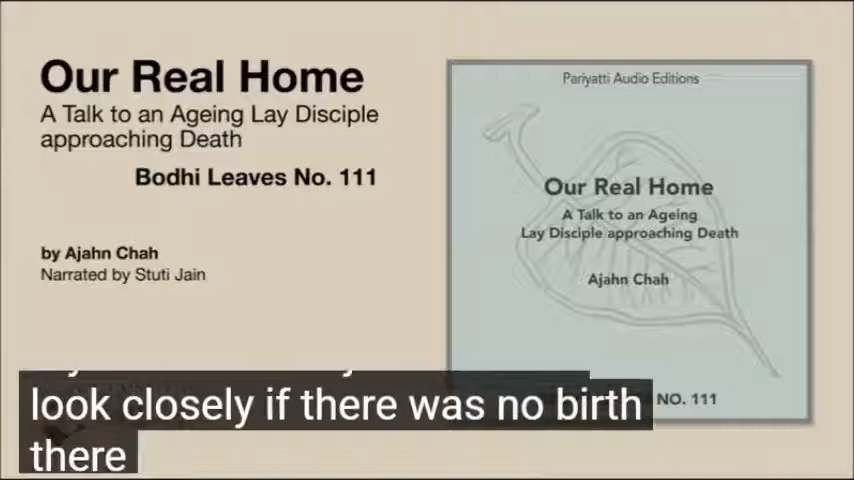 Our Real Home
A Talk to an Ageing Lay Disciple
approaching Death
Bodhi Leaves No. 111
by Ajahn Chah
Narrated by Stuti Jain
Pariyatti Audio Editions
Our Real Home
A Talk to an Ageing
Lay Disciple approaching Death
Ajahn Chah
NO. 111
look closely if there was no birth
there